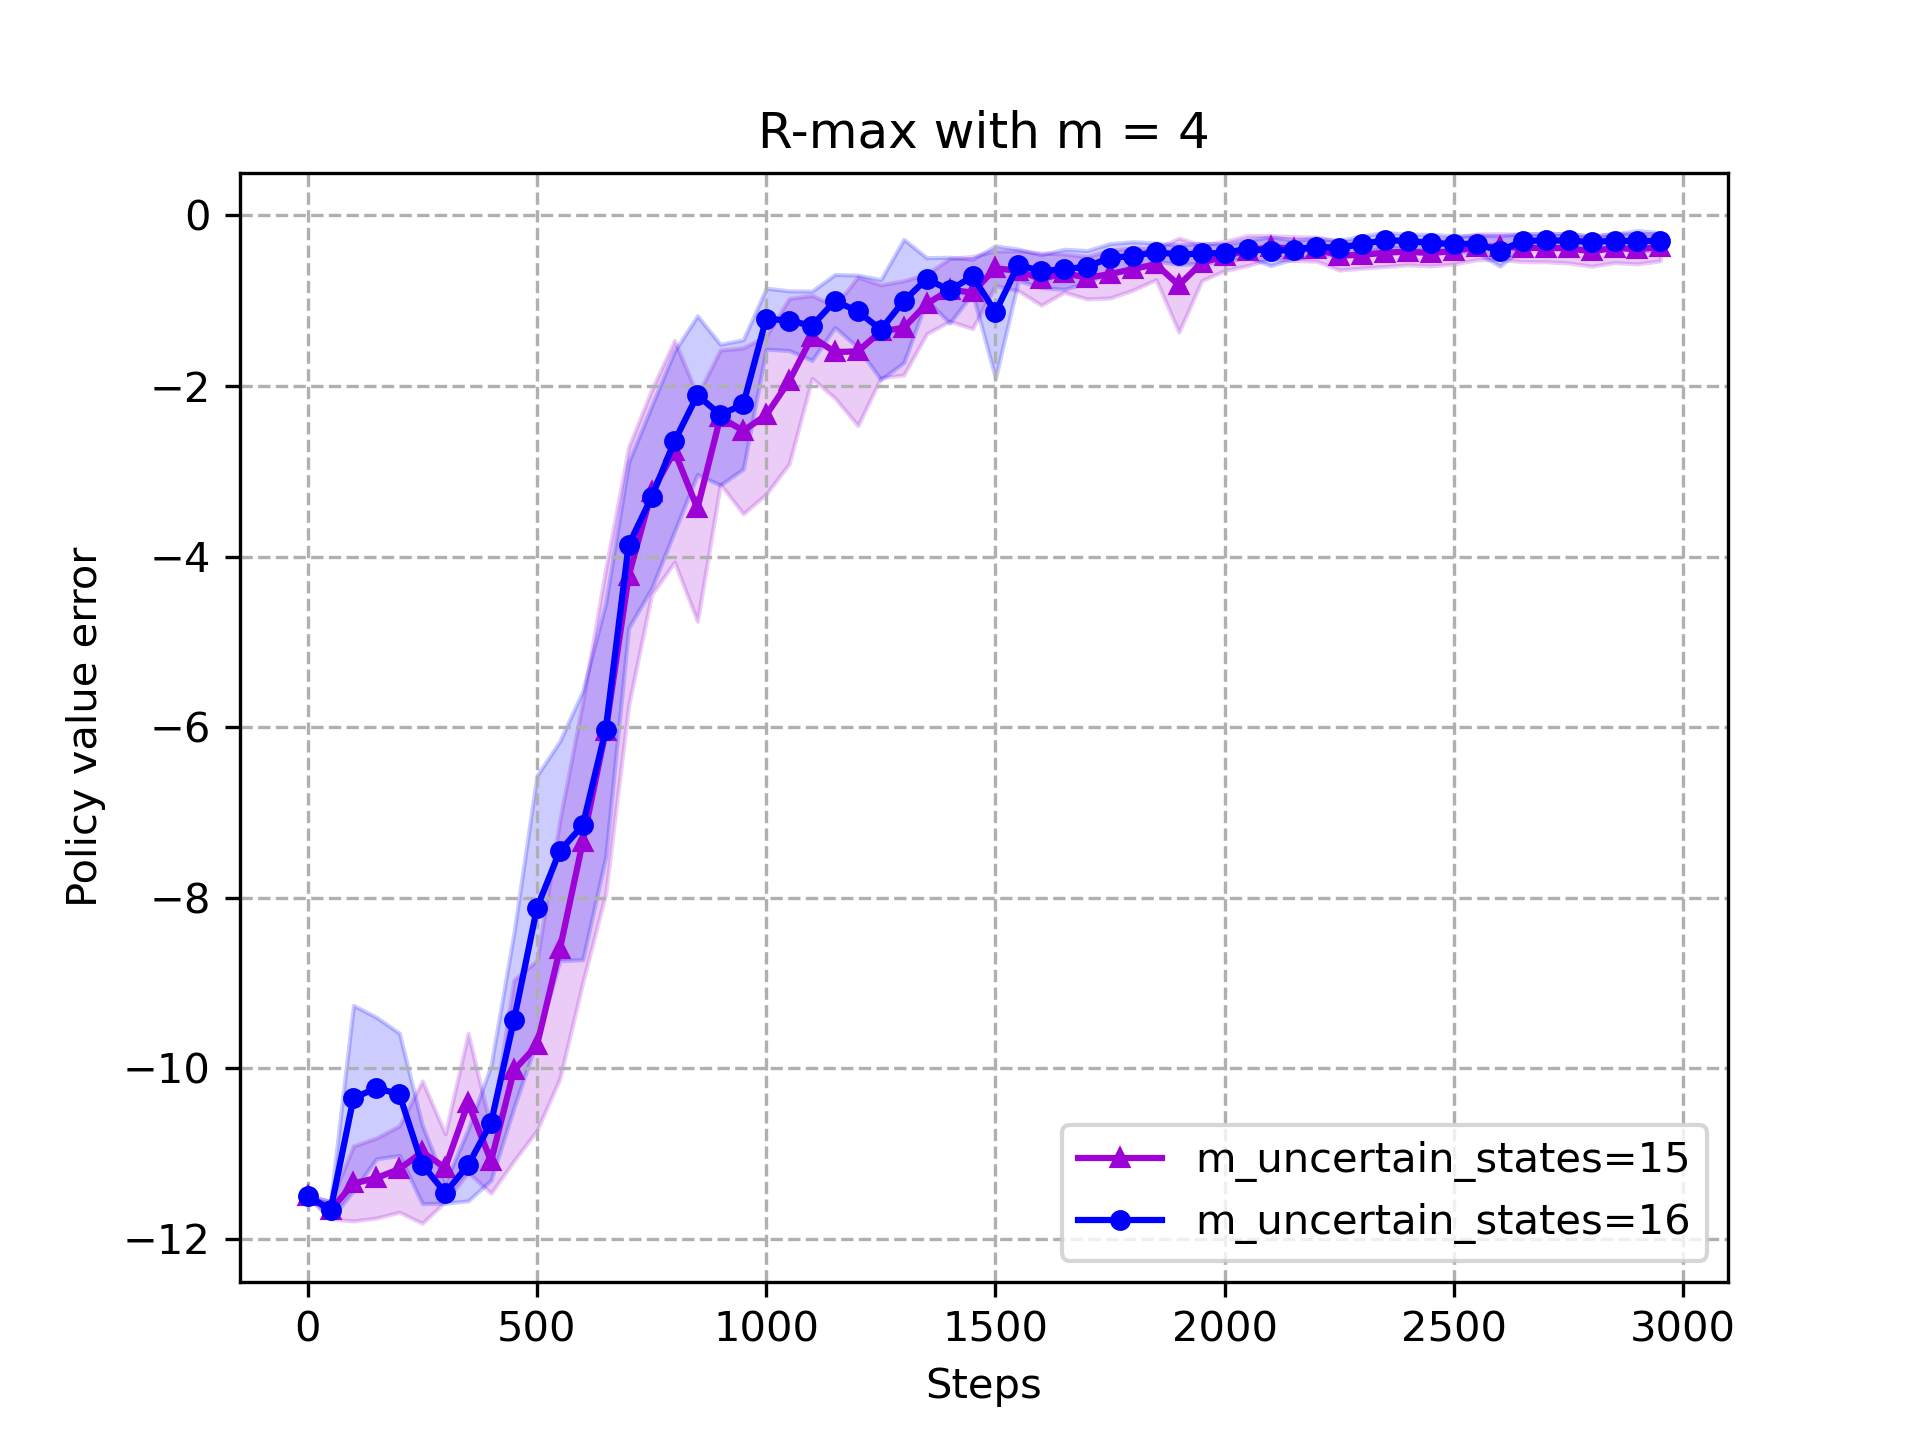 R-max with m = 4
Policy value error
0
−2
−4
−6
−8
−10
−12
m_uncertain_states=15
m_uncertain_states=16
0 500 1000 1500 2000 2500 3000
Steps